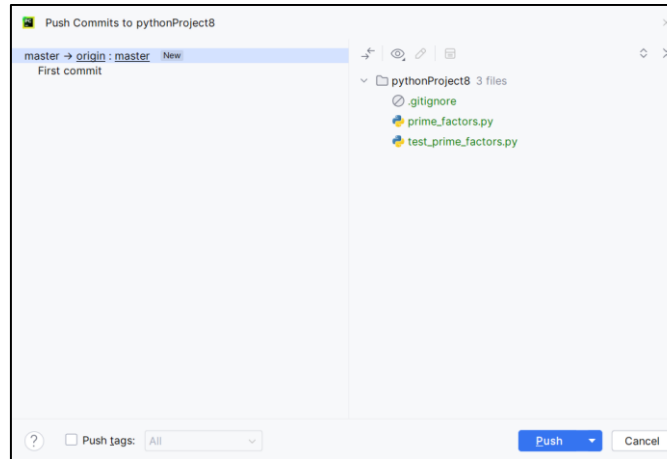 Push Commits to pythonProject8
master → origin : master New
First commit
pythonProject8 3 files
.gitignore
prime_factors.py
test_prime_factors.py
? Push tags: All
Push Cancel